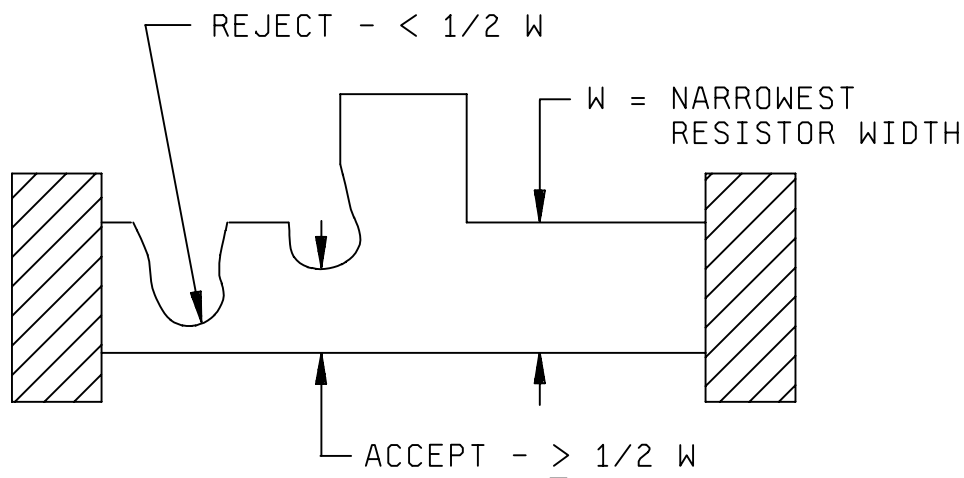 REJECT - < 1/2 W
W = NARROWEST
RESISTOR WIDTH
ACCEPT - ≥ 1/2 W